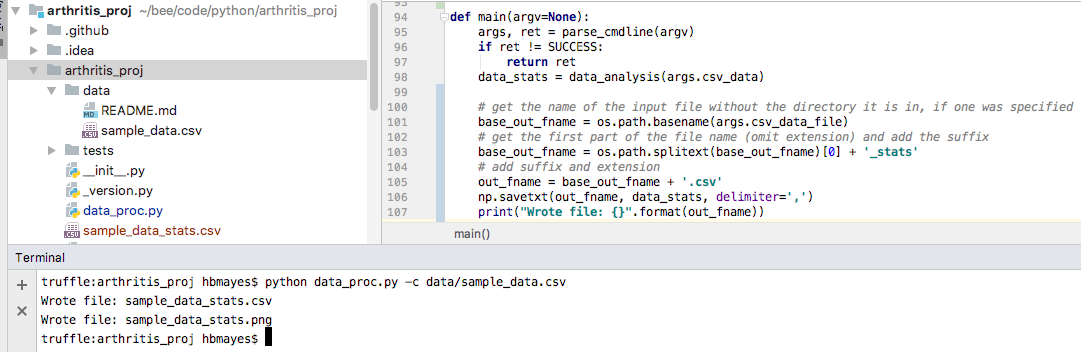 arthritis_proj ~/bee/code/python/arthritis_proj
.github
.idea
arthritis_proj
data
README.md
sample_data.csv
tests
__init__.py
_version.py
data_proc.py
sample_data_stats.csv
94 def main(argv=None):
95 args, ret = parse_cmdline(argv)
96 if ret != SUCCESS:
97 return ret
98 data_stats = data_analysis(args.csv_data)
99
100 # get the name of the input file without the directory it is in, if one was specified
101 base_out_fname = os.path.basename(args.csv_data_file)
102 # get the first part of the file name (omit extension) and add the suffix
103 base_out_fname = os.path.splitext(base_out_fname)[0] + '_stats'
104 # add suffix and extension
105 out_fname = base_out_fname + '.csv'
106 np.savetxt(out_fname, data_stats, delimiter=',')
107 print("Wrote file: {}".format(out_fname))
main()
Terminal
truffle:arthritis_proj hbmayes$ python data_proc.py -c data/sample_data.csv
Wrote file: sample_data_stats.csv
Wrote file: sample_data_stats.png
truffle:arthritis_proj hbmayes$